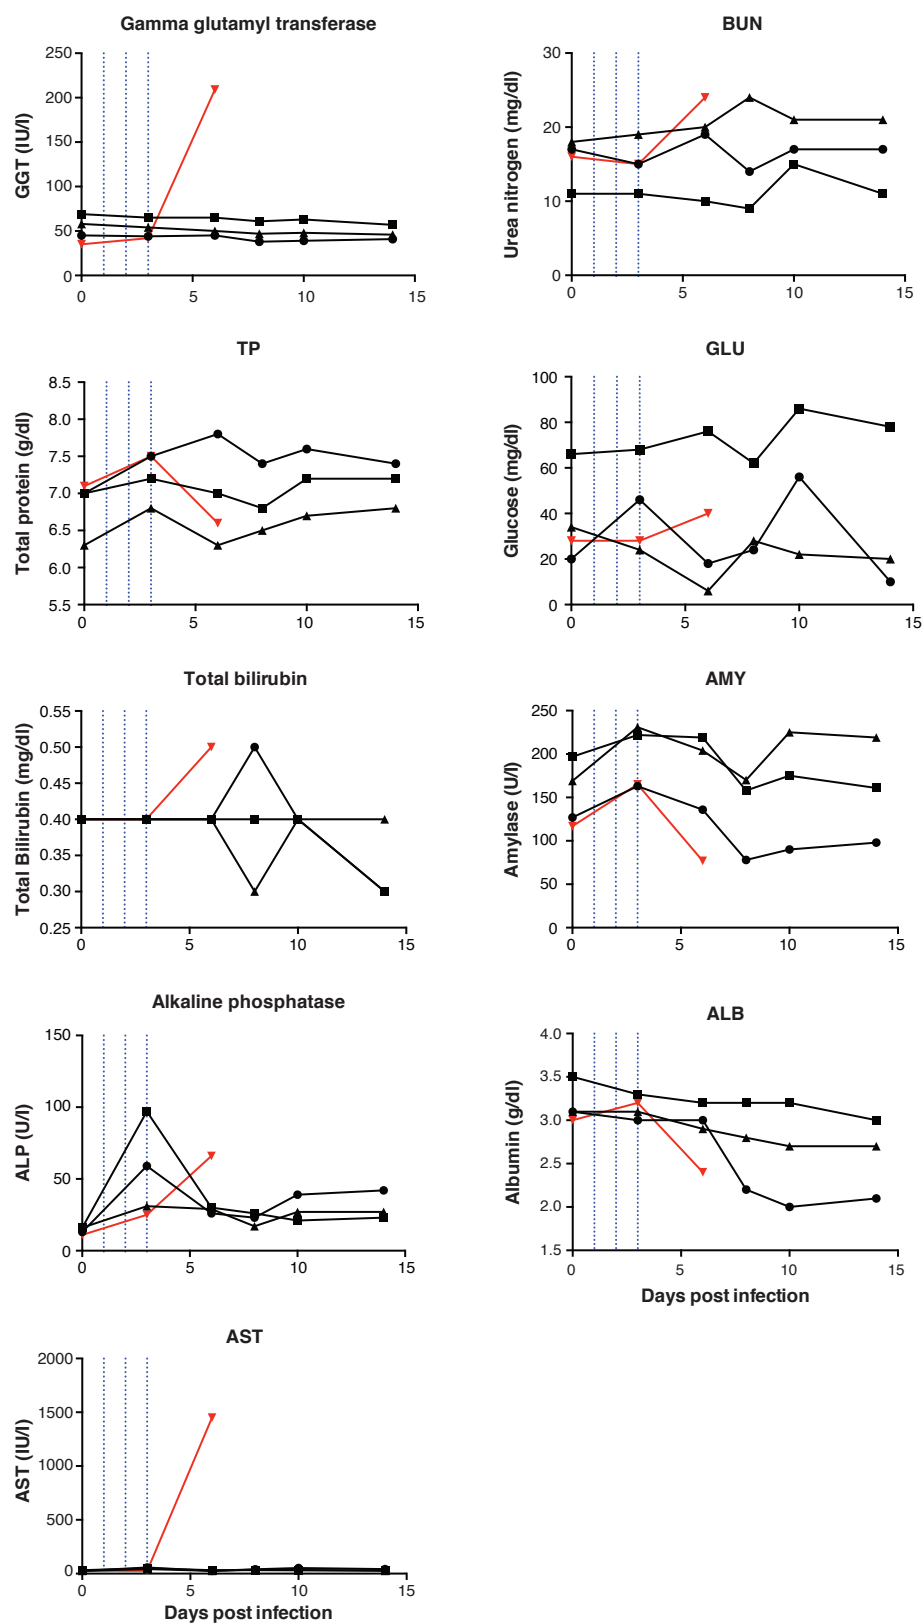 Gamma glutamyl transferase
GGT (IU/l)
250
200
150
100
50
0
0 5 10 15
BUN
Urea nitrogen (mg/dl)
30
20
10
0
0 5 10 15
TP
Total protein (g/dl)
8.5
8.0
7.5
7.0
6.5
6.0
5.5
0 5 10 15
GLU
Glucose (mg/dl)
100
80
60
40
20
0
0 5 10 15
Total bilirubin
Total Bilirubin (mg/dl)
0.55
0.50
0.45
0.40
0.35
0.30
0.25
0 5 10 15
AMY
Amylase (U/l)
250
200
150
100
50
0
0 5 10 15
Alkaline phosphatase
ALP (U/l)
150
100
50
0
0 5 10 15
ALB
Albumin (g/dl)
4.0
3.5
3.0
2.5
2.0
1.5
0 5 10 15
Days post infection
AST
AST (IU/l)
2000
1500
1000
500
0
0 5 10 15
Days post infection